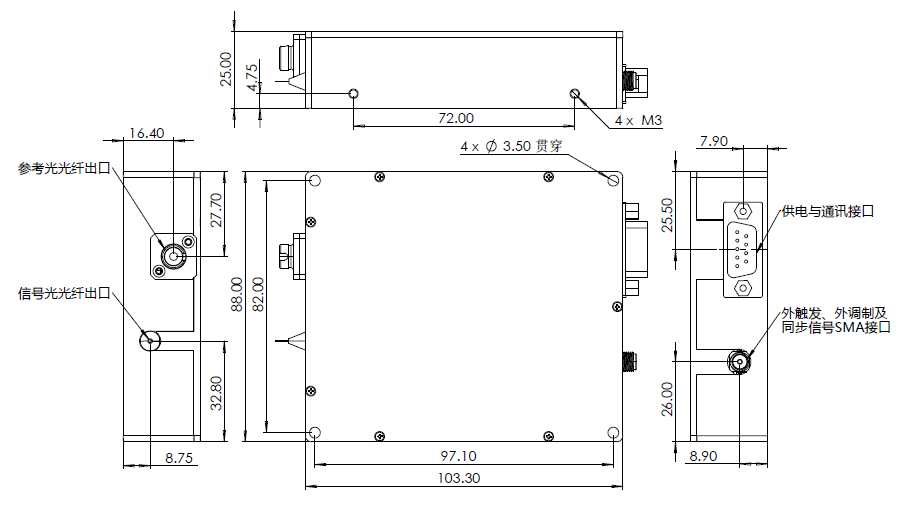 25.00
4.75
72.00
4 x M3
16.40
4 x Ø 3.50 贯穿
7.90
参考光光纤出口
27.70
25.50
供电与通讯接口
信号光光纤出口
88.00
82.00
外触发、外调制及
同步信号SMA接口
32.80
26.00
8.75
97.10
8.90
103.30